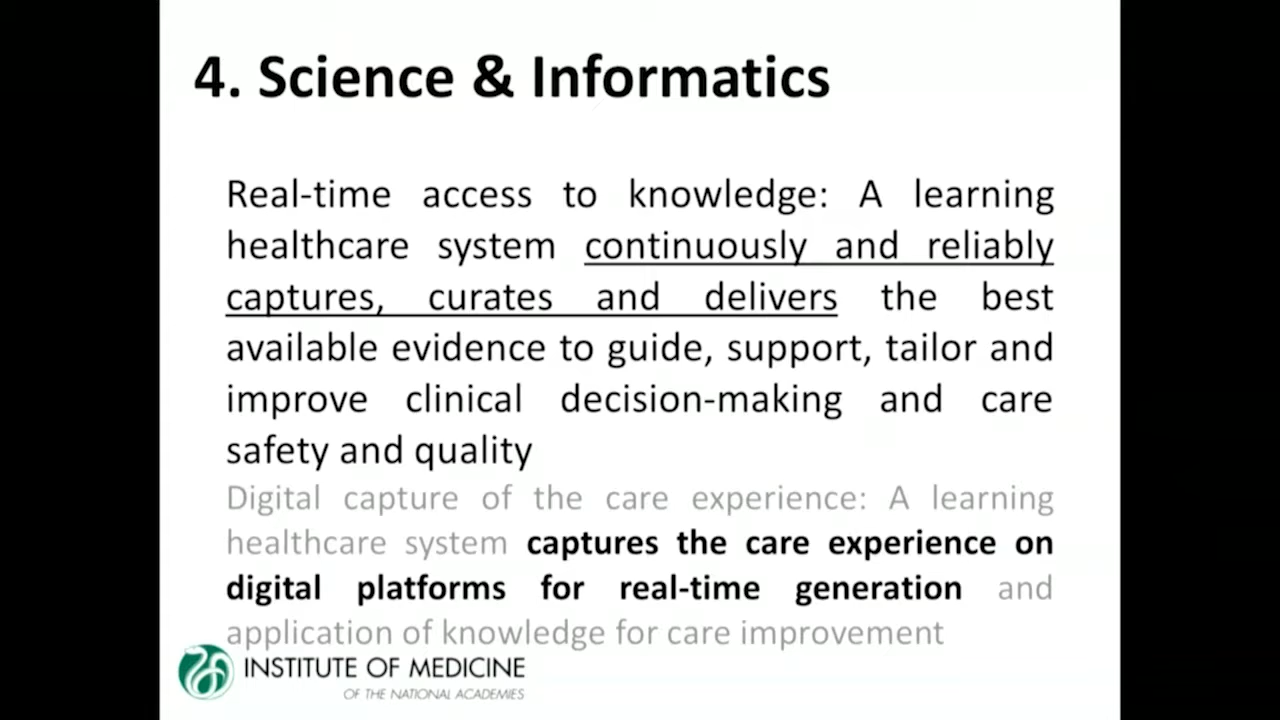 4. Science & Informatics
Real-time access to knowledge: A learning
healthcare system continuously and reliably
captures, curates and delivers the best
available evidence to guide, support, tailor and
improve clinical decision-making and care
safety and quality
Digital capture of the care experience: A learning
healthcare system captures the care experience on
digital platforms for real-time generation and
application of knowledge for care improvement
INSTITUTE OF MEDICINE
OF THE NATIONAL ACADEMIES